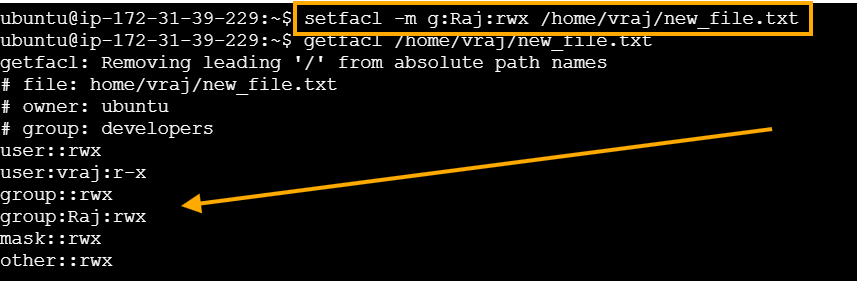 ubuntu@ip-172-31-39-229:~$ setfacl -m g:Raj:rwx /home/vraj/new_file.txt
ubuntu@ip-172-31-39-229:~$ getfacl /home/vraj/new_file.txt
getfacl: Removing leading '/' from absolute path names
# file: home/vraj/new_file.txt
# owner: ubuntu
# group: developers
user::rwx
user:vraj:r-x
group::rwx
group:Raj:rwx
mask::rwx
other::rwx